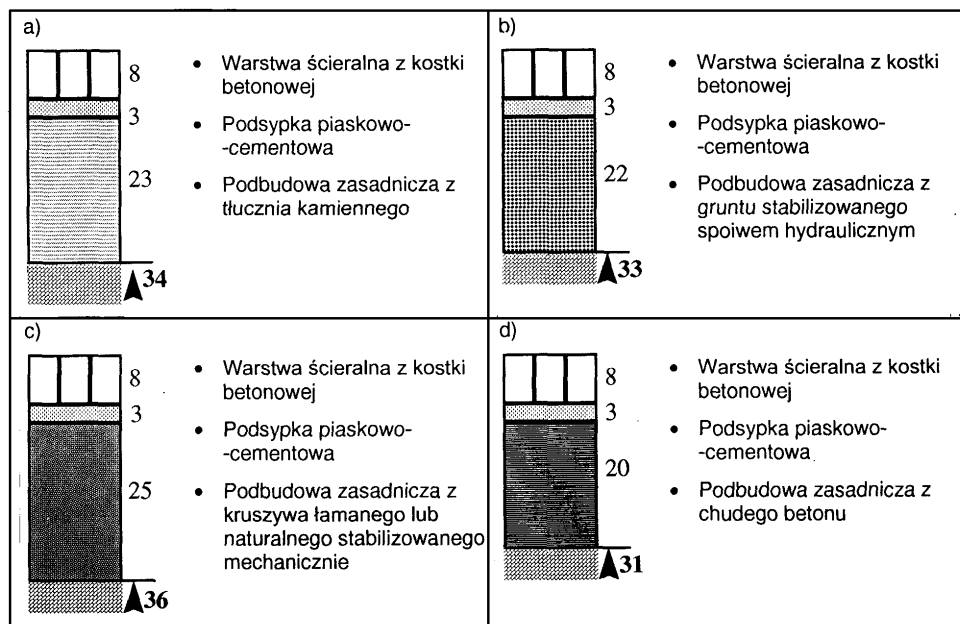 a)
8
3
23
34
• Warstwa ścieralna z kostki
betonowej
• Podsypka piaskowo-
-cementowa
• Podbudowa zasadnicza z
tłucznia kamiennego
b)
8
3
22
33
• Warstwa ścieralna z kostki
betonowej
• Podsypka piaskowo-
-cementowa
• Podbudowa zasadnicza z
gruntu stabilizowanego
spoiwem hydraulicznym
c)
8
3
25
36
• Warstwa ścieralna z kostki
betonowej
• Podsypka piaskowo-
-cementowa
• Podbudowa zasadnicza z
kruszywa łamanego lub
naturalnego stabilizowanego
mechanicznie
d)
8
3
20
31
• Warstwa ścieralna z kostki
betonowej
• Podsypka piaskowo-
-cementowa
• Podbudowa zasadnicza z
chudego betonu